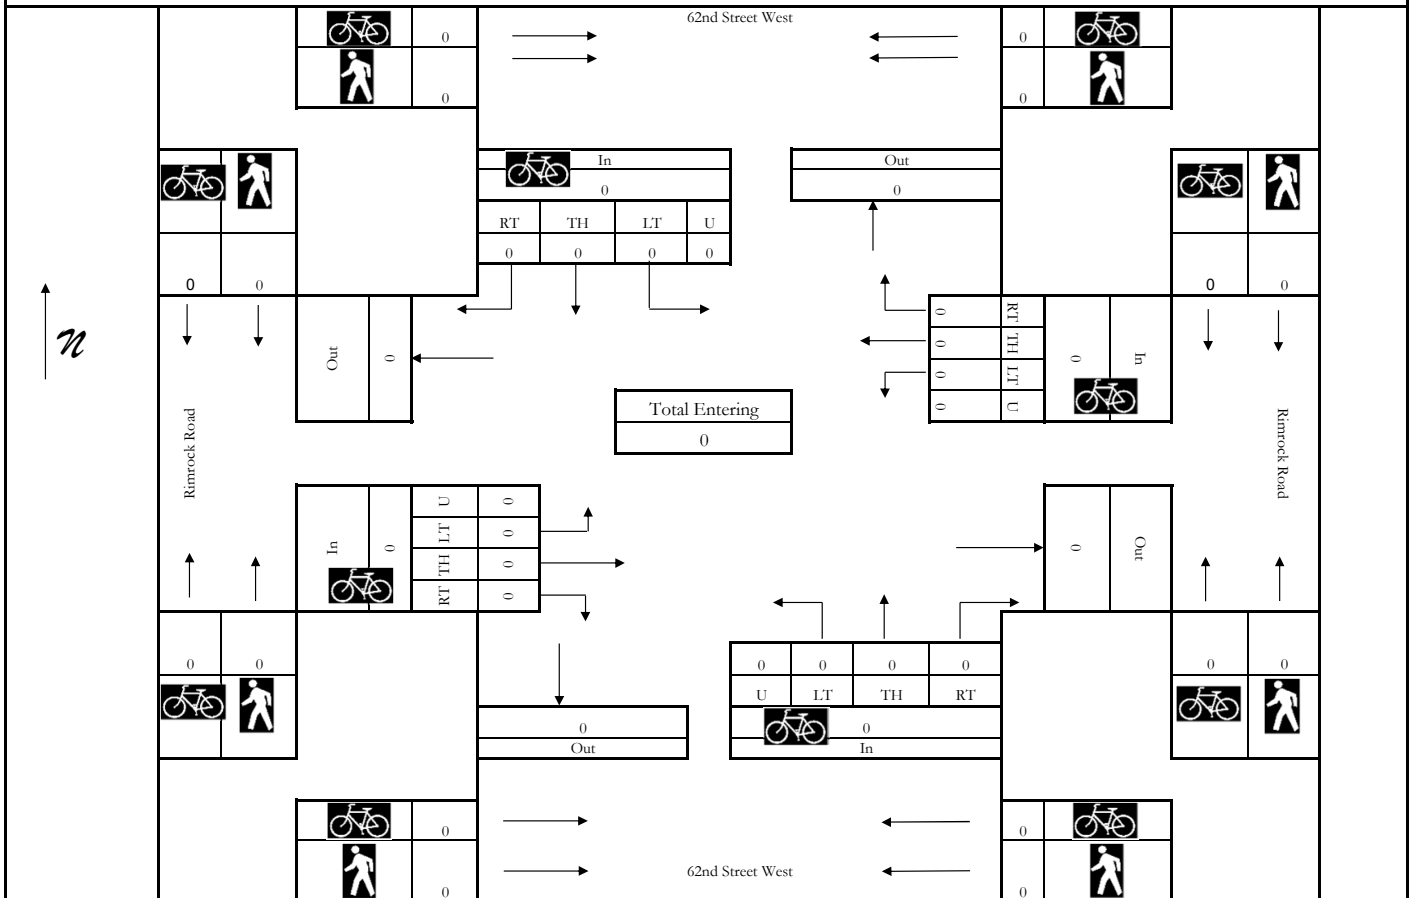 62nd Street West
0 0
0 0
In Out
0 0
RT TH LT U
0 0 0 0
0 0 0 0
N
Out 0
0 RT
0 TH
0 LT
0 U
0 In
Total Entering
0
Rimrock Road
Rimrock Road
In 0
U 0
LT 0
TH 0
RT 0
0 Out
0 0 0 0 0 0 0 0
U LT TH RT
0 0
Out In
0 0
62nd Street West
0 0